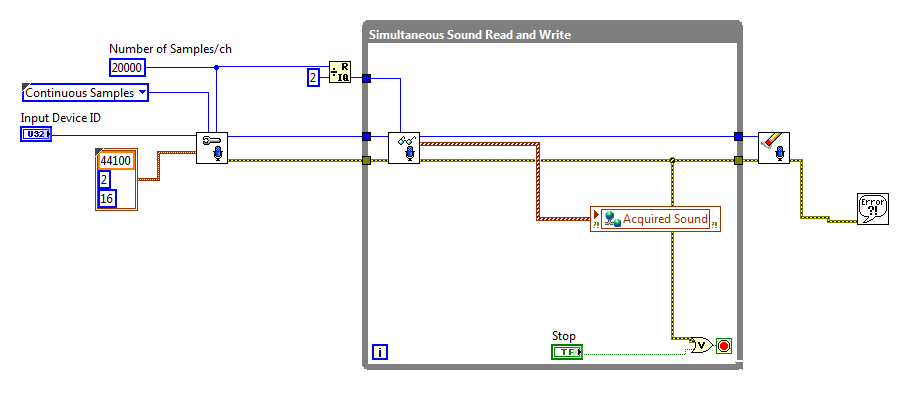 Simultaneous Sound Read and Write
Number of Samples/ch
20000
R
IQ
2
Continuous Samples
Input Device ID
U32
44100
2
16
Acquired Sound
?!
?!
Error
?!
Stop
TF
V
i